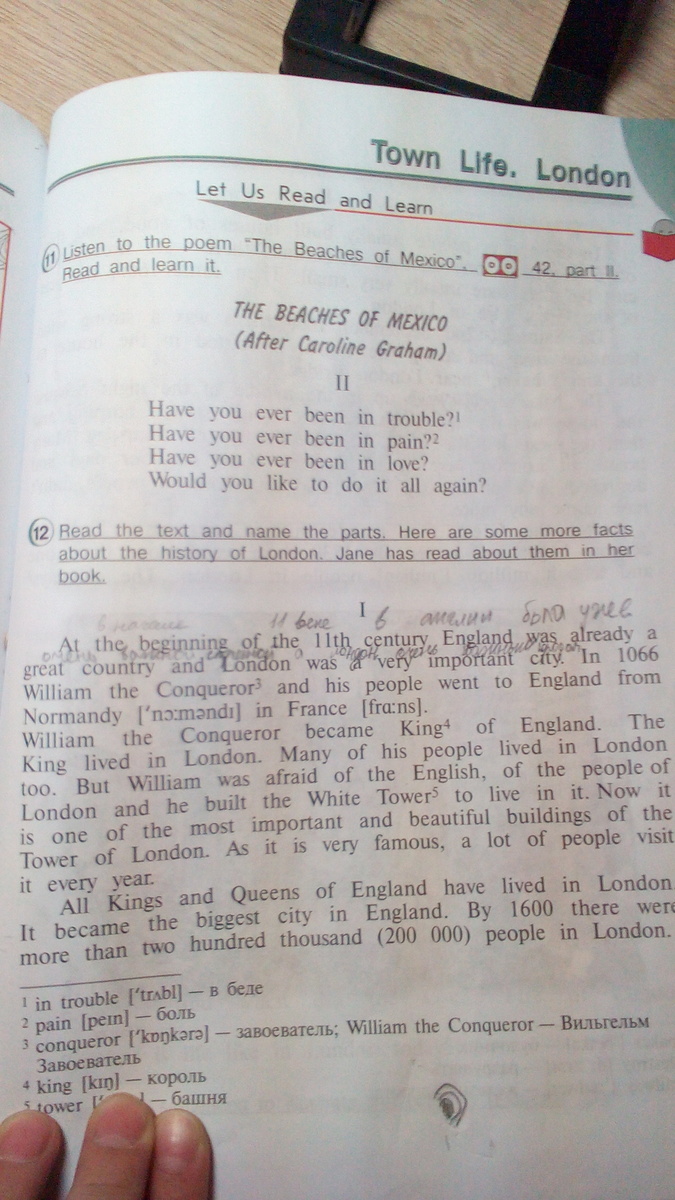 Town Life. London
Let Us Read and Learn
11 Listen to the poem "The Beaches of Mexico". 42, part II.
Read and learn it.
THE BEACHES OF MEXICO
(After Caroline Graham)
II
Have you ever been in trouble?¹
Have you ever been in pain?²
Have you ever been in love?
Would you like to do it all again?
12 Read the text and name the parts. Here are some more facts
about the history of London. Jane has read about them in her
book.
I
в начале 11 веке в англии была уже
At the beginning of the 11th century England was already a
great country and London was a very important city. In 1066
William the Conqueror³ and his people went to England from
Normandy [ˈnɔ:məndɪ] in France [frɑ:ns].
William the Conqueror became King⁴ of England. The
King lived in London. Many of his people lived in London
too. But William was afraid of the English, of the people of
London and he built the White Tower⁵ to live in it. Now it
is one of the most important and beautiful buildings of the
Tower of London. As it is very famous, a lot of people visit
it every year.
All Kings and Queens of England have lived in London
It became the biggest city in England. By 1600 there were
more than two hundred thousand (200 000) people in London.
¹ in trouble [ˈtrʌbl] — в беде
² pain [peɪn] — боль
³ conqueror [ˈkɒŋkərə] — завоеватель; William the Conqueror — Вильгельм
Завоеватель
⁴ king [kɪŋ] — король
⁵ tower — башня